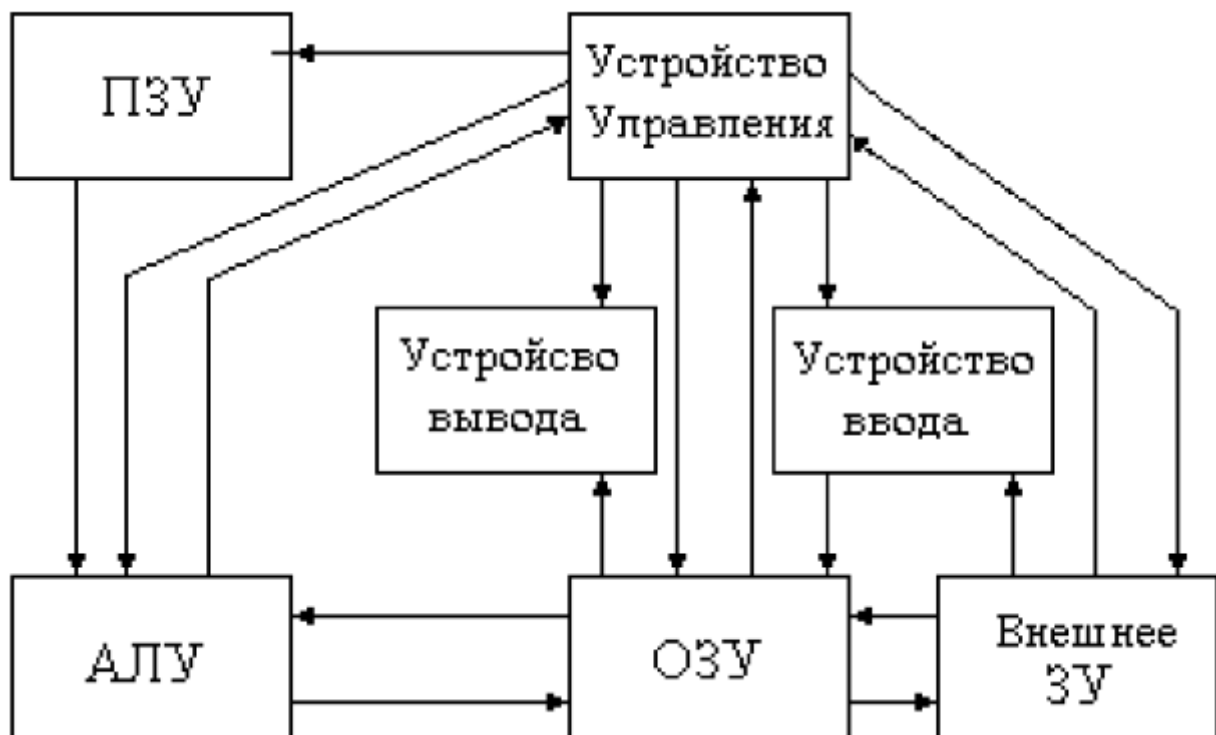 ПЗУ
Устройство
Управления
Устройсво
вывода
Устройство
ввода
АЛУ
ОЗУ
Внешнее
ЗУ